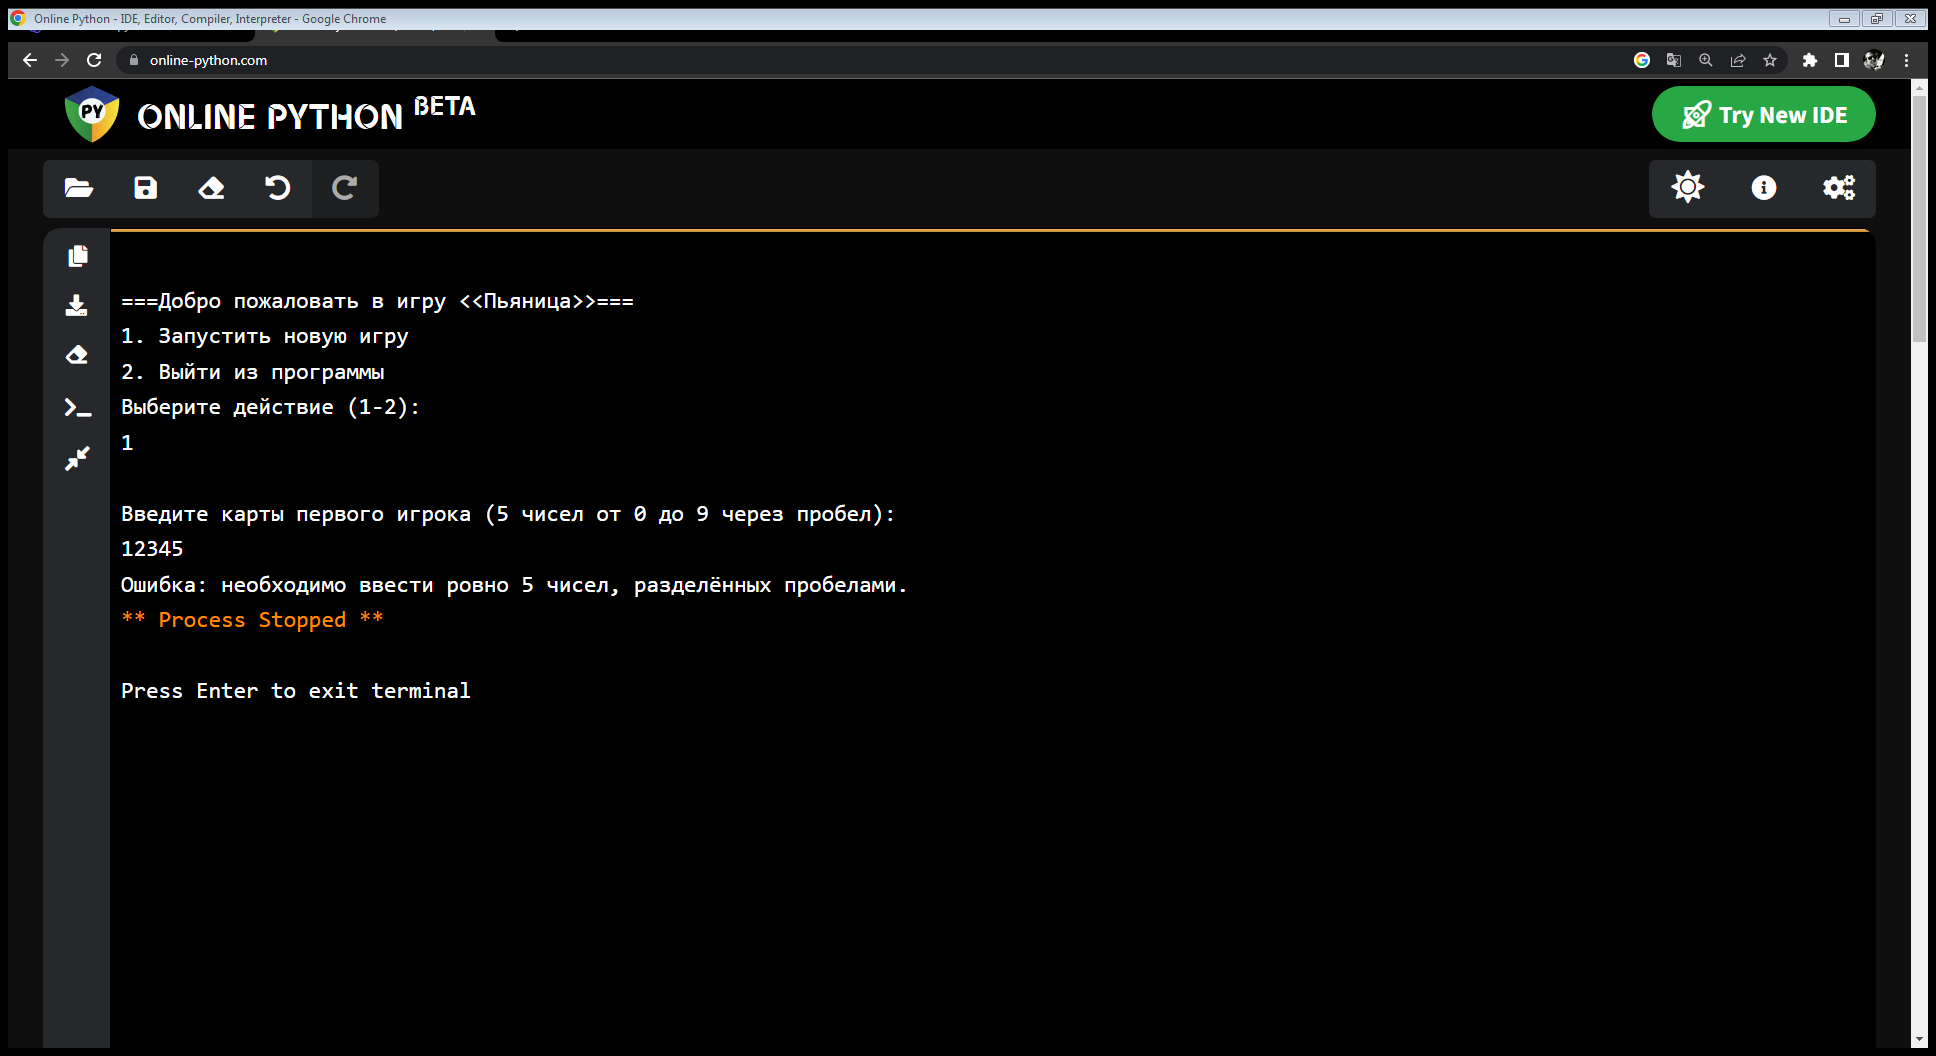 Online Python - IDE, Editor, Compiler, Interpreter - Google Chrome
online-python.com
PY ONLINE PYTHON BETA
Try New IDE
===Добро пожаловать в игру <<Пьяница>>===
1. Запустить новую игру
2. Выйти из программы
Выберите действие (1-2):
1
Введите карты первого игрока (5 чисел от 0 до 9 через пробел):
12345
Ошибка: необходимо ввести ровно 5 чисел, разделённых пробелами.
** Process Stopped **
Press Enter to exit terminal